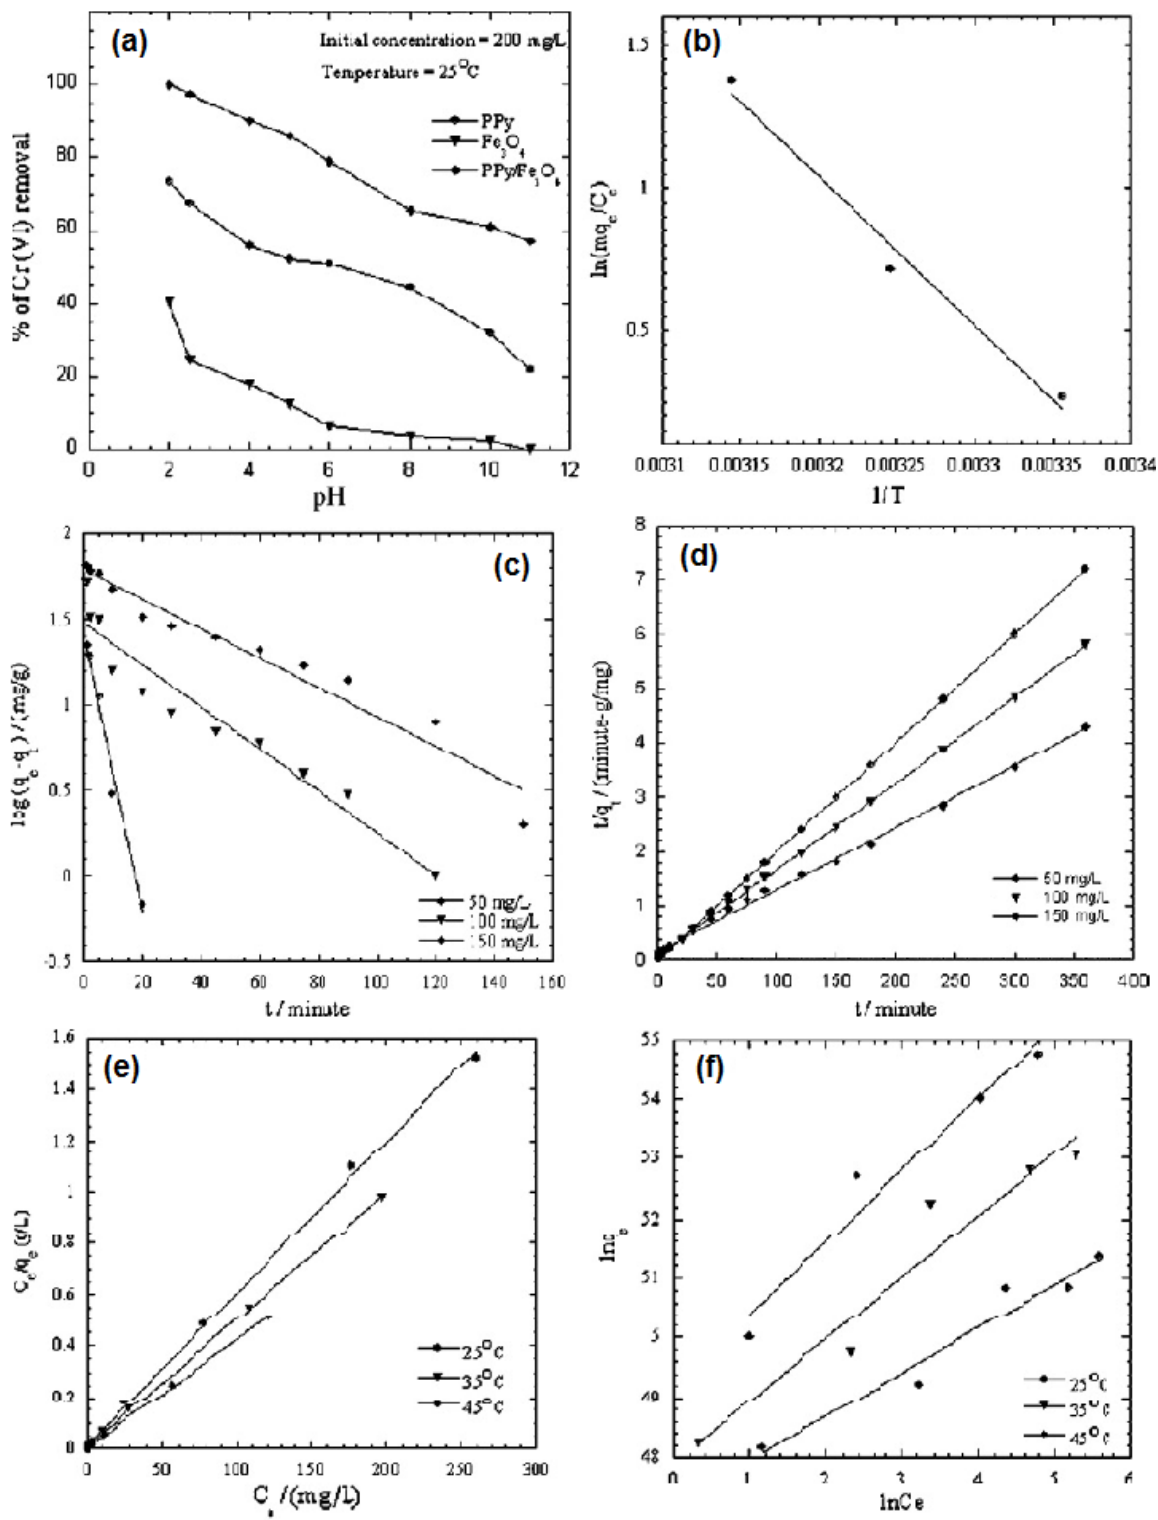 (a)
Initial concentration = 200 mg/L
Temperature = 25°C
PPy
Fe3O4
100
80
60
40
20
0
% of Cr(VI) removal
0 2 4 6 8 10 12
pH
(b)
1.5
1
0.5
ln(mqe/Ce)
0.0031 0.00315 0.0032 0.00325 0.0033 0.00335 0.0034
1/T
(c)
2
1.5
1
0.5
0
-0.5
log(qe-qt)/(mg/g)
50 mg/L
100 mg/L
150 mg/L
0 20 40 60 80 100 120 140 160
t / minute
(d)
8
7
6
5
4
3
2
1
0
t/qt / (minute-g/mg)
50 mg/L
100 mg/L
150 mg/L
0 50 100 150 200 250 300 350 400
t/ minute
(e)
1.6
1.4
1.2
1
0.8
0.6
0.4
0.2
0
Ce/qe (g/L)
25°C
35°C
45°C
0 50 100 150 200 250 300
/(mg/L)
(f)
55
54
53
52
51
5
48
25°C
35°C
45°C
0 1 2 3 4 5 6
lnCe